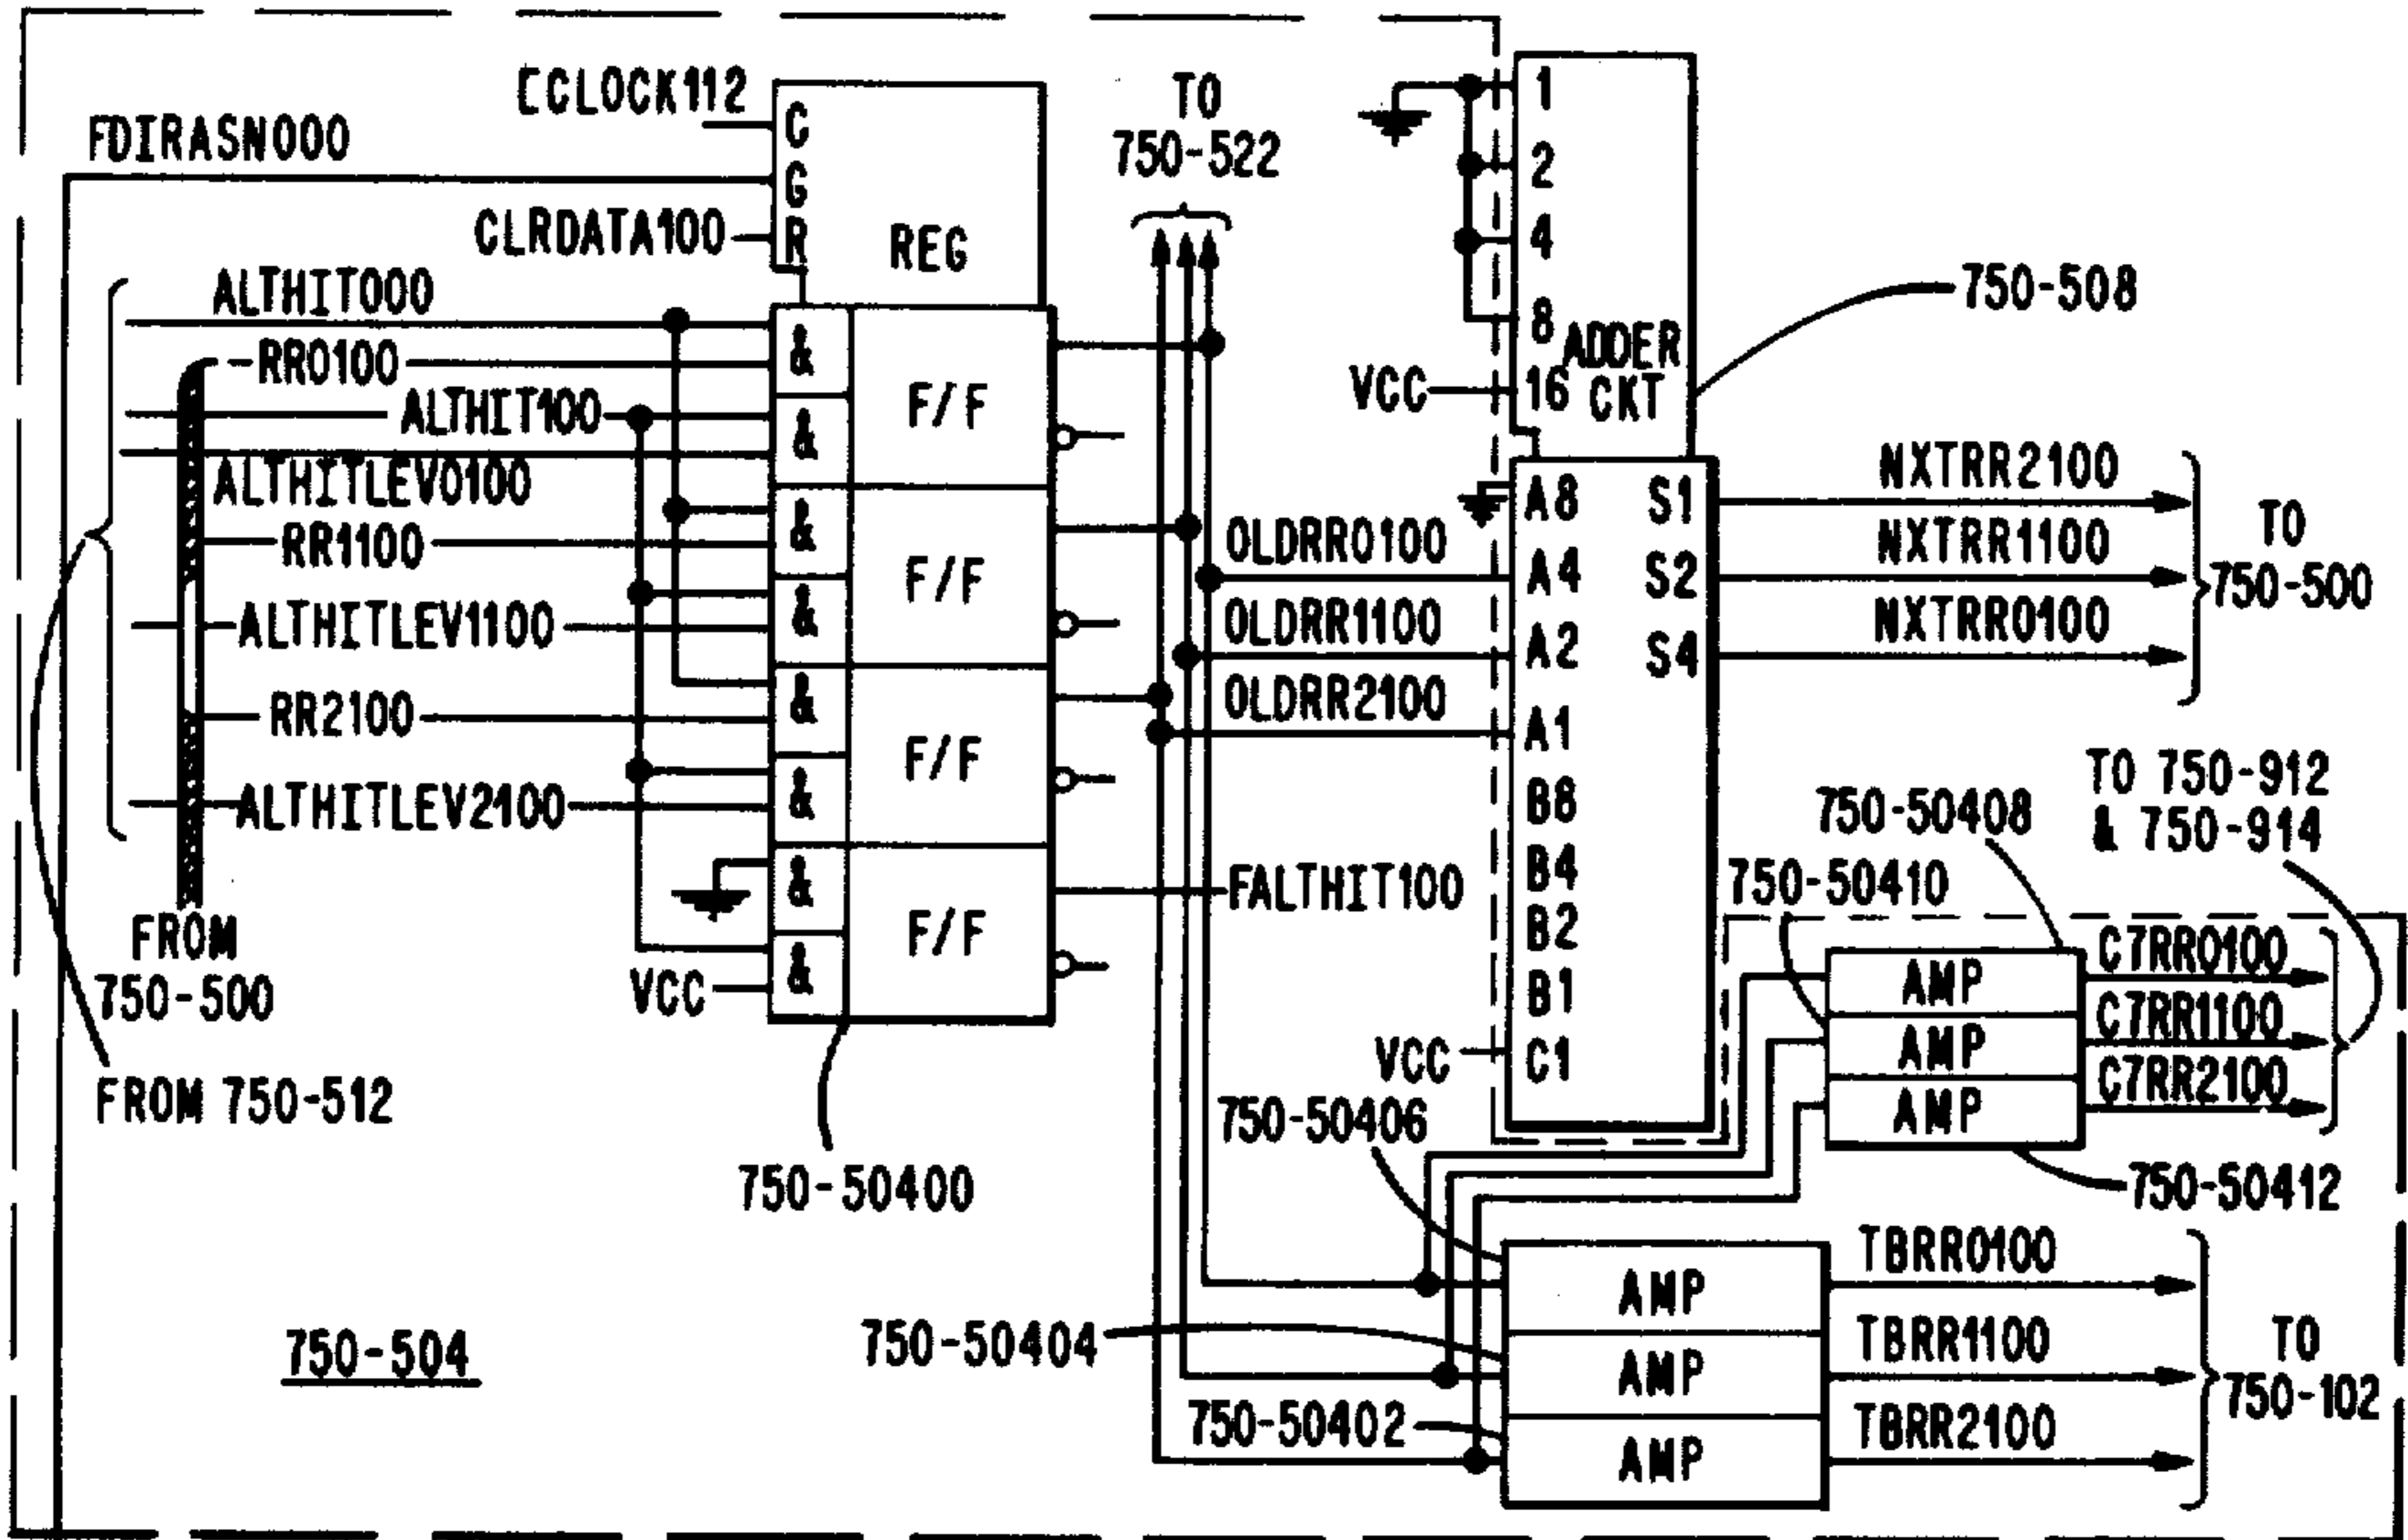 [CLOCK112
FDIRASN000
CLRDATA100
C
G
R
REG
ALTHIT000
-RR0100
ALTHIT100
ALTHITLEV0100
RR1100
ALTHITLEV1100
RR2100
ALTHITLEV2100
&
&
&
&
&
&
&
&
F/F
F/F
F/F
F/F
VCC
FROM
750-500
FROM 750-512
750-50400
750-504
TO
750-522
FALTHIT100
1
2
4
8
16
ADDER
CKT
VCC
750-508
OLDRR0100
OLDRR1100
OLDRR2100
A8
A4
A2
A1
B8
B4
B2
B1
C1
S1
S2
S4
VCC
NXTRR2100
NXTRR1100
NXTRR0100
TO
750-500
TO 750-912
& 750-914
750-50408
750-50410
AMP
AMP
AMP
C7RR0100
C7RR1100
C7RR2100
750-50412
750-50406
750-50404
750-50402
AMP
AMP
AMP
TBRR0100
TBRR1100
TBRR2100
TO
750-102